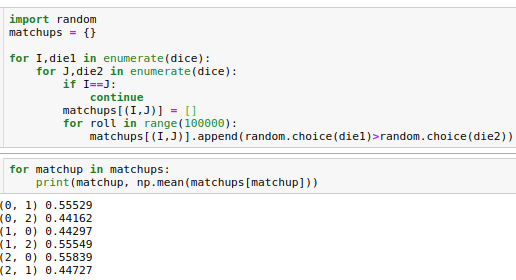 import random
matchups = {}
for I,die1 in enumerate(dice):
    for J,die2 in enumerate(dice):
        if I==J:
            continue
        matchups[(I,J)] = []
        for roll in range(100000):
            matchups[(I,J)].append(random.choice(die1)>random.choice(die2))
for matchup in matchups:
    print(matchup, np.mean(matchups[matchup]))
(0, 1) 0.55529
(0, 2) 0.44162
(1, 0) 0.44297
(1, 2) 0.55549
(2, 0) 0.55839
(2, 1) 0.44727